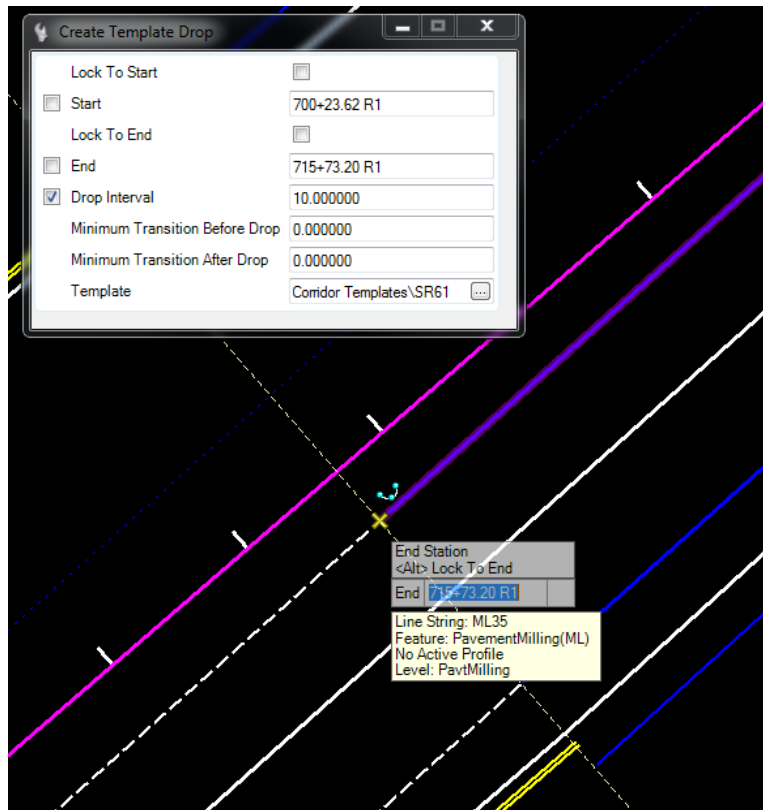 Create Template Drop
Lock To Start
Start 700+23.62 R1
Lock To End
End 715+73.20 R1
Drop Interval 10.000000
Minimum Transition Before Drop 0.000000
Minimum Transition After Drop 0.000000
Template Corridor Templates\SR61 ...
End Station
<Alt> Lock To End
End 715+73.20 R1
Line String: ML35
Feature: PavementMilling(ML)
No Active Profile
Level: PavtMilling